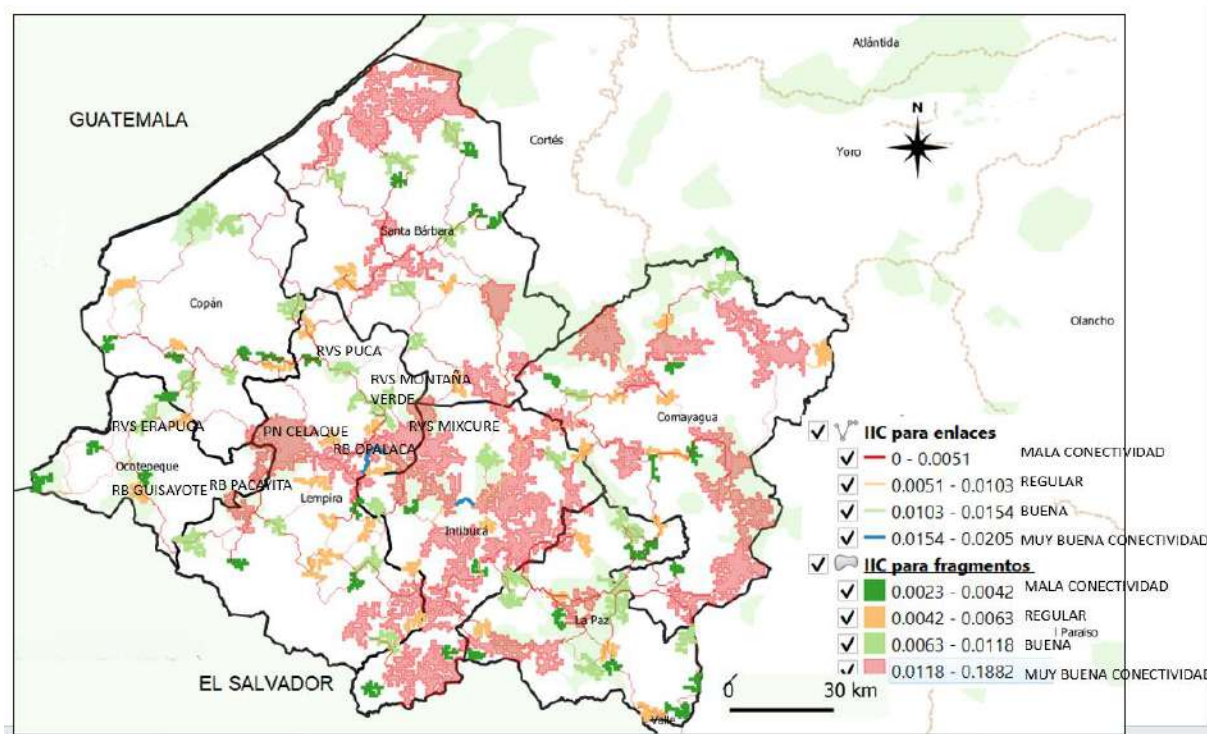 Atlántida
GUATEMALA
Cortés
N
Yoro
Santa Bárbara
Copán
Olancho
RVS PUCA
RVS MONTAÑA
VERDE
RVS ERAPUCA
PN CELAQUE
RVS MIXCURE
Comayagua
RB OPALACA
Ocotepeque
RB GUISAYOTE
RB PACAYITA
Lempira
Intibucá
La Paz
EL SALVADOR
Valle
IIC para enlaces
0 - 0.0051 MALA CONECTIVIDAD
0.0051 - 0.0103 REGULAR
0.0103 - 0.0154 BUENA
0.0154 - 0.0205 MUY BUENA CONECTIVIDAD
IIC para fragmentos
0.0023 - 0.0042 MALA CONECTIVIDAD
0.0042 - 0.0063 REGULAR
l Paraíso
0.0063 - 0.0118 BUENA
0.0118 - 0.1882 MUY BUENA CONECTIVIDAD
0 30 km